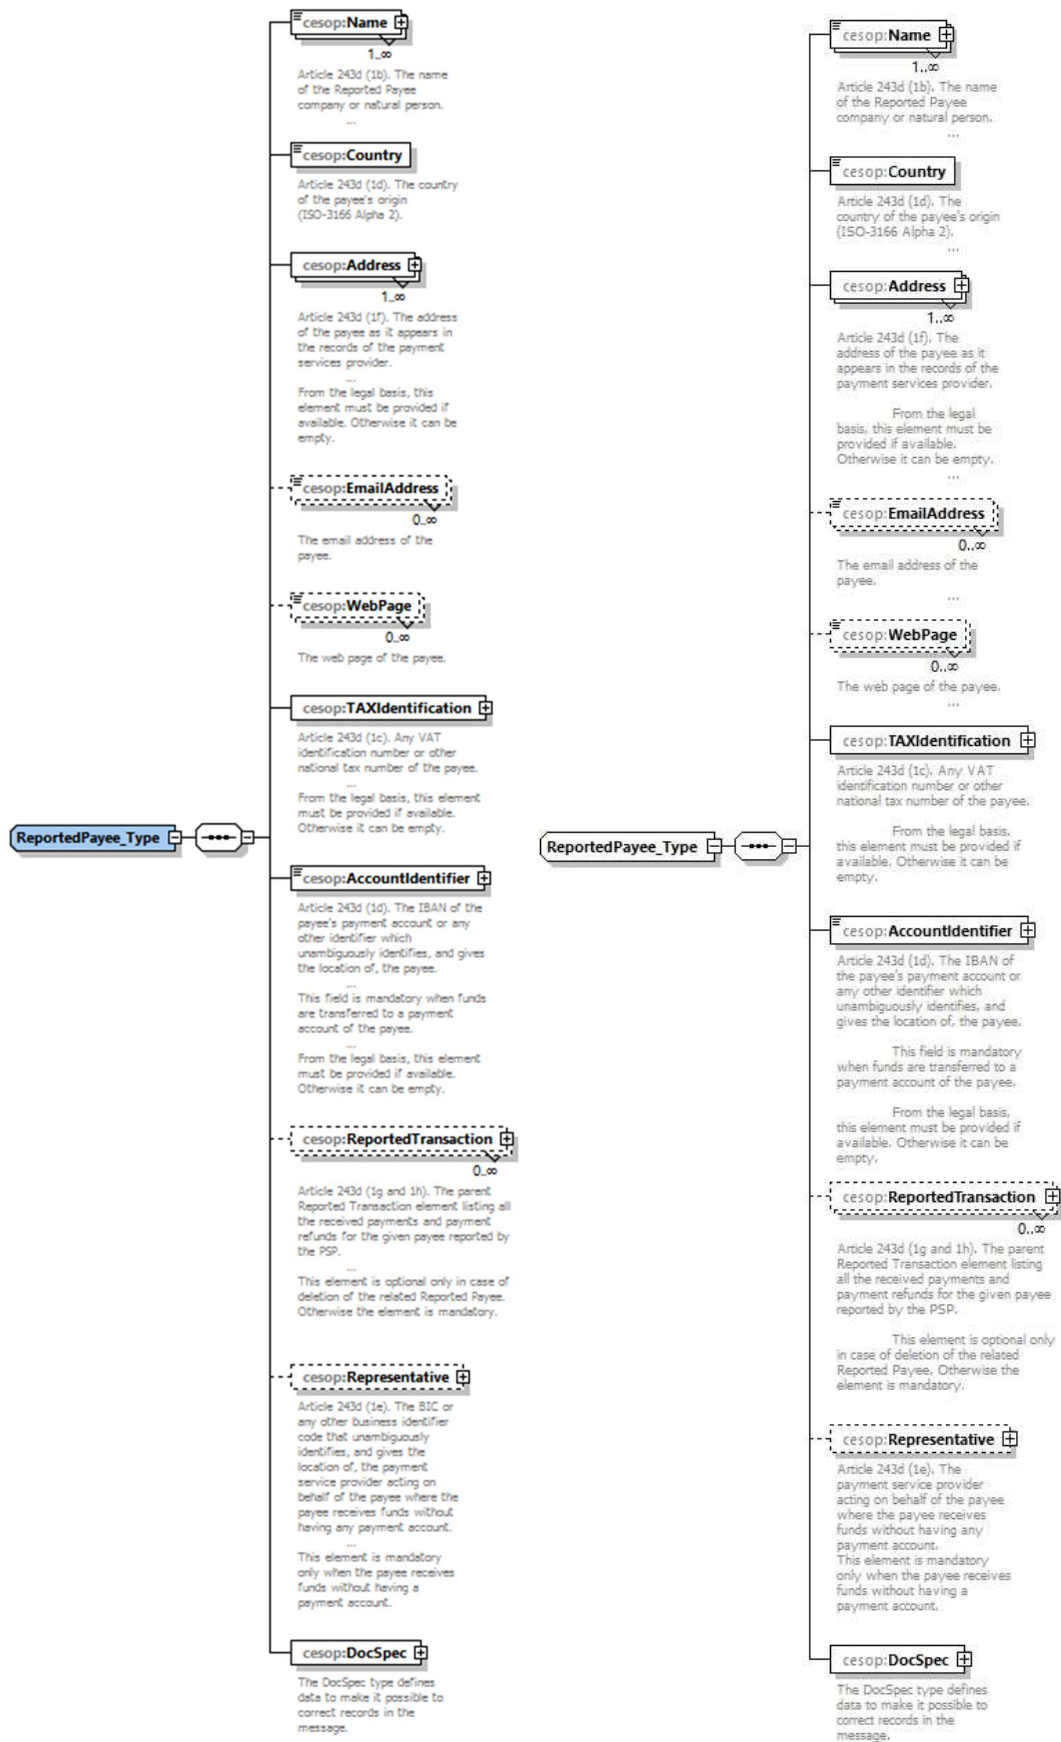 cesop:Name
1..∞
Article 243d (1b). The name
of the Reported Payee
company or natural person.
...
cesop:Country
Article 243d (1d). The country
of the payee's origin
(ISO-3166 Alpha 2).
cesop:Address
1..∞
Article 243d (1f). The address
of the payee as it appears in
the records of the payment
services provider.
...
From the legal basis, this
element must be provided if
available. Otherwise it can be
empty.
cesop:EmailAddress
0..∞
The email address of the
payee.
cesop:WebPage
0..∞
The web page of the payee.
cesop:TAXIdentification
Article 243d (1c). Any VAT
identification number or other
national tax number of the payee.
...
From the legal basis, this element
must be provided if available.
Otherwise it can be empty.
ReportedPayee_Type
cesop:AccountIdentifier
Article 243d (1d). The IBAN of the
payee's payment account or any
other identifier which
unambiguously identifies, and gives
the location of, the payee.
...
This field is mandatory when funds
are transferred to a payment
account of the payee.
...
From the legal basis, this element
must be provided if available.
Otherwise it can be empty.
cesop:ReportedTransaction
0..∞
Article 243d (1g and 1h). The parent
Reported Transaction element listing all
the received payments and payment
refunds for the given payee reported by
the PSP.
...
This element is optional only in case of
deletion of the related Reported Payee.
Otherwise the element is mandatory.
cesop:Representative
Article 243d (1e). The BIC or
any other business identifier
code that unambiguously
identifies, and gives the
location of, the payment
service provider acting on
behalf of the payee where the
payee receives funds without
having any payment account.
...
This element is mandatory
only when the payee receives
funds without having a
payment account.
cesop:DocSpec
The DocSpec type defines
data to make it possible to
correct records in the
message.
cesop:Name
1..∞
Article 243d (1b). The name
of the Reported Payee
company or natural person.
...
cesop:Country
Article 243d (1d). The
country of the payee's origin
(ISO-3166 Alpha 2).
...
cesop:Address
1..∞
Article 243d (1f). The
address of the payee as it
appears in the records of the
payment services provider.
From the legal
basis, this element must be
provided if available.
Otherwise it can be empty.
...
cesop:EmailAddress
0..∞
The email address of the
payee.
...
cesop:WebPage
0..∞
The web page of the payee.
...
cesop:TAXIdentification
Article 243d (1c). Any VAT
identification number or other
national tax number of the payee.
From the legal basis,
this element must be provided if
available. Otherwise it can be
empty.
ReportedPayee_Type
cesop:AccountIdentifier
Article 243d (1d). The IBAN of
the payee's payment account or
any other identifier which
unambiguously identifies, and
gives the location of, the payee.
This field is mandatory
when funds are transferred to a
payment account of the payee.
From the legal basis,
this element must be provided if
available. Otherwise it can be
empty.
cesop:ReportedTransaction
0..∞
Article 243d (1g and 1h). The parent
Reported Transaction element listing
all the received payments and
payment refunds for the given payee
reported by the PSP.
This element is optional only
in case of deletion of the related
Reported Payee. Otherwise the
element is mandatory.
cesop:Representative
Article 243d (1e). The
payment service provider
acting on behalf of the payee
where the payee receives
funds without having any
payment account.
This element is mandatory
only when the payee receives
funds without having a
payment account.
cesop:DocSpec
The DocSpec type defines
data to make it possible to
correct records in the
message.